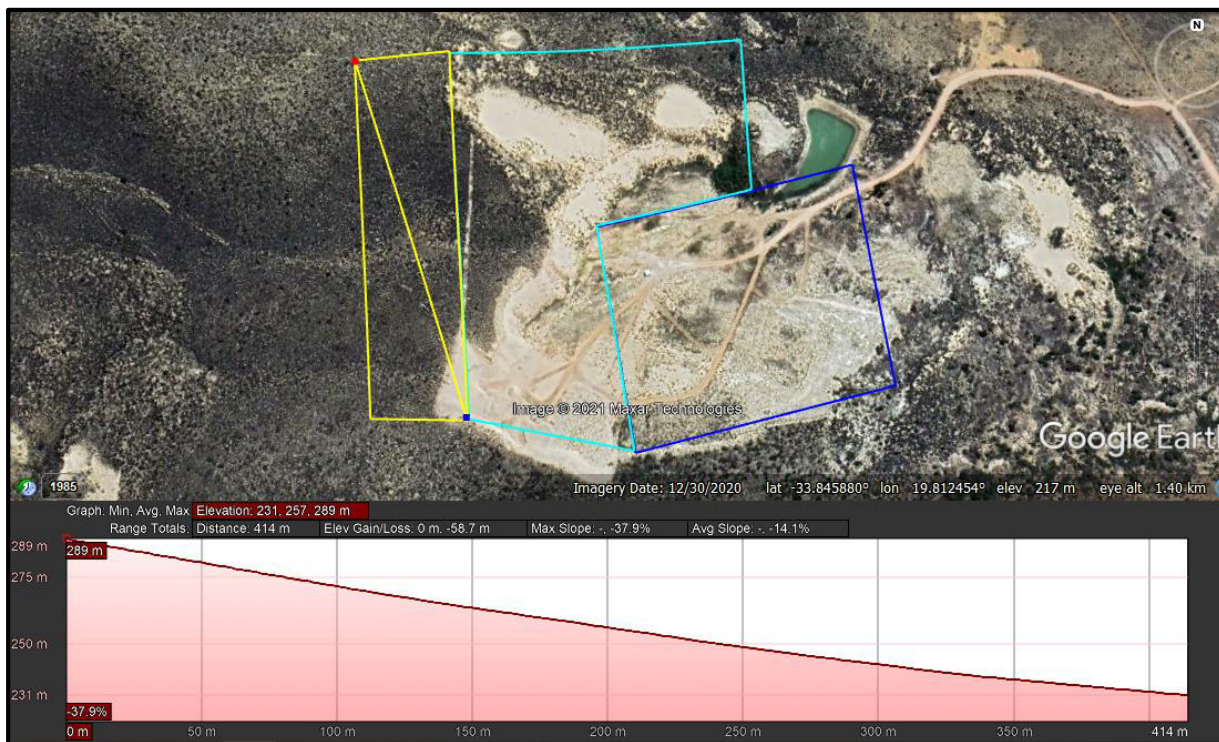 N
Image © 2021 Maxar Technologies
Google Eart
1985
Imagery Date: 12/30/2020 lat -33.845880° lon 19.812454° elev 217 m eye alt 1.40 km
Graph: Min, Avg, Max Elevation: 231, 257, 289 m
Range Totals: Distance: 414 m Elev Gain/Loss: 0 m, -58.7 m Max Slope: -, -37.9% Avg Slope: -, -14.1%
289 m
289 m
275 m
250 m
231 m
-37.9%
0 m 50 m 100 m 150 m 200 m 250 m 300 m 350 m 414 m